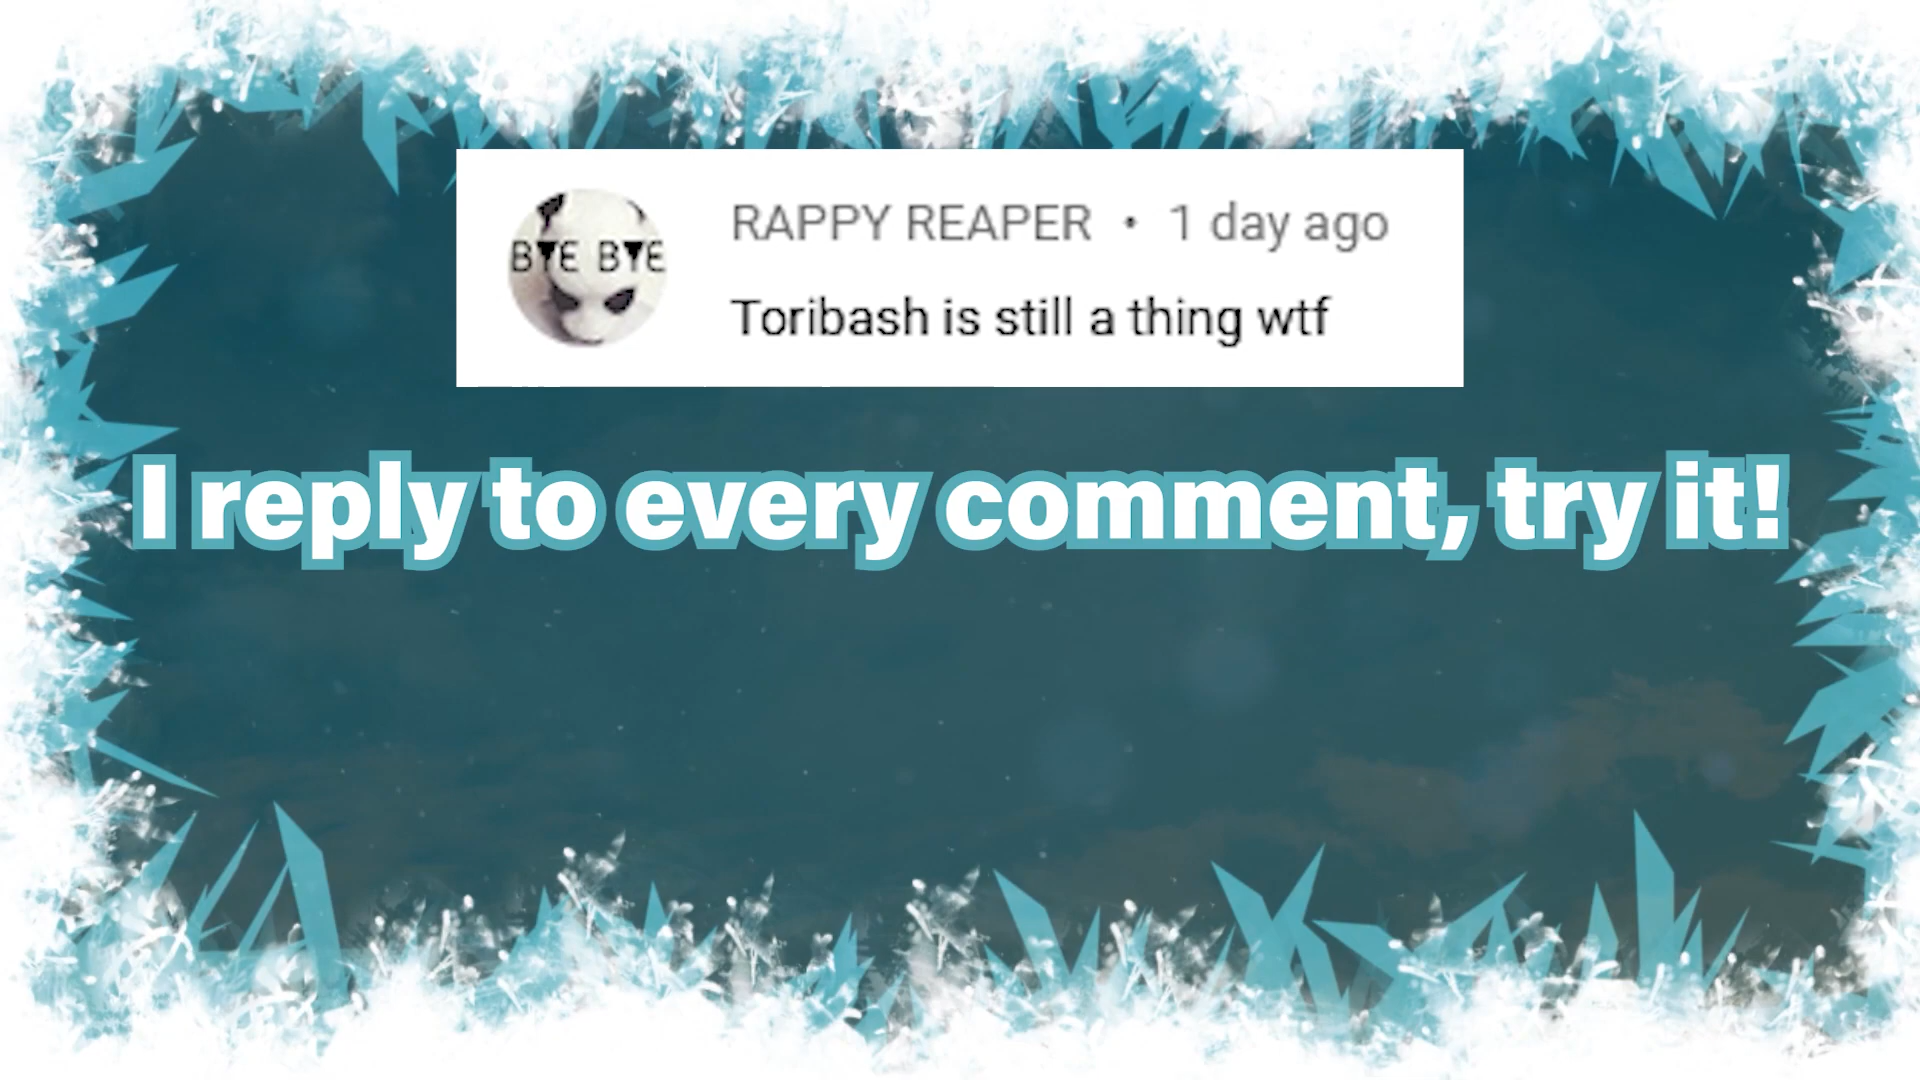 BYE BYE
RAPPY REAPER • 1 day ago
Toribash is still a thing wtf
I reply to every comment, try it!